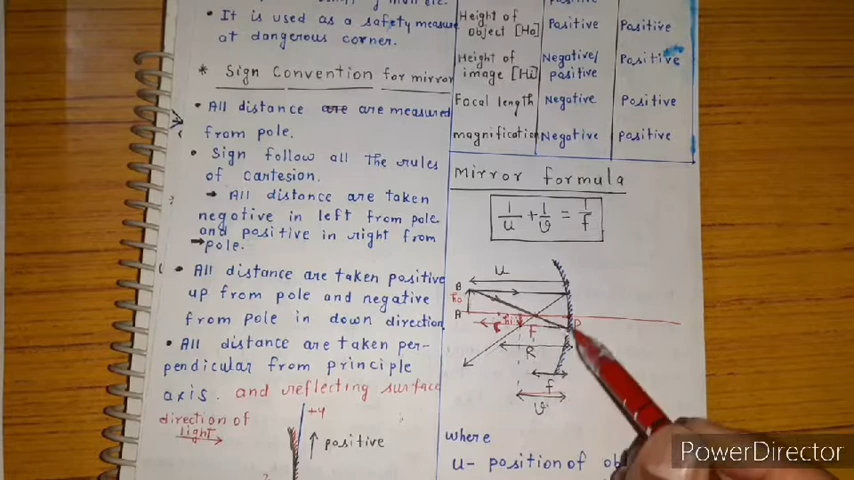 • It is used as a safety measure
at dangerous corner.
* Sign Convention for mirror
• All distance are are measured
from pole.
• Sign follow all the rules
of cartesion.
→ All distance are taken
negotive in left from pole
and positive in right from
→pole.
• All distance are taken positive
up from pole and negative
from pole in down direction
• All distance are taken per-
pendicular from principle
axis. and reflecting surface
direction of
light
+y
↑ positive
Height of
object [Ho] Positive Positive
Height of
image [Hi] Negative/
positive Positive
Focal length Negative Positive
magnification Negative Positive
Mirror formula
1/u + 1/v = 1/f
u
B
ho
A
hi
F
P
R
f
v
where
u- position of ob
PowerDirector